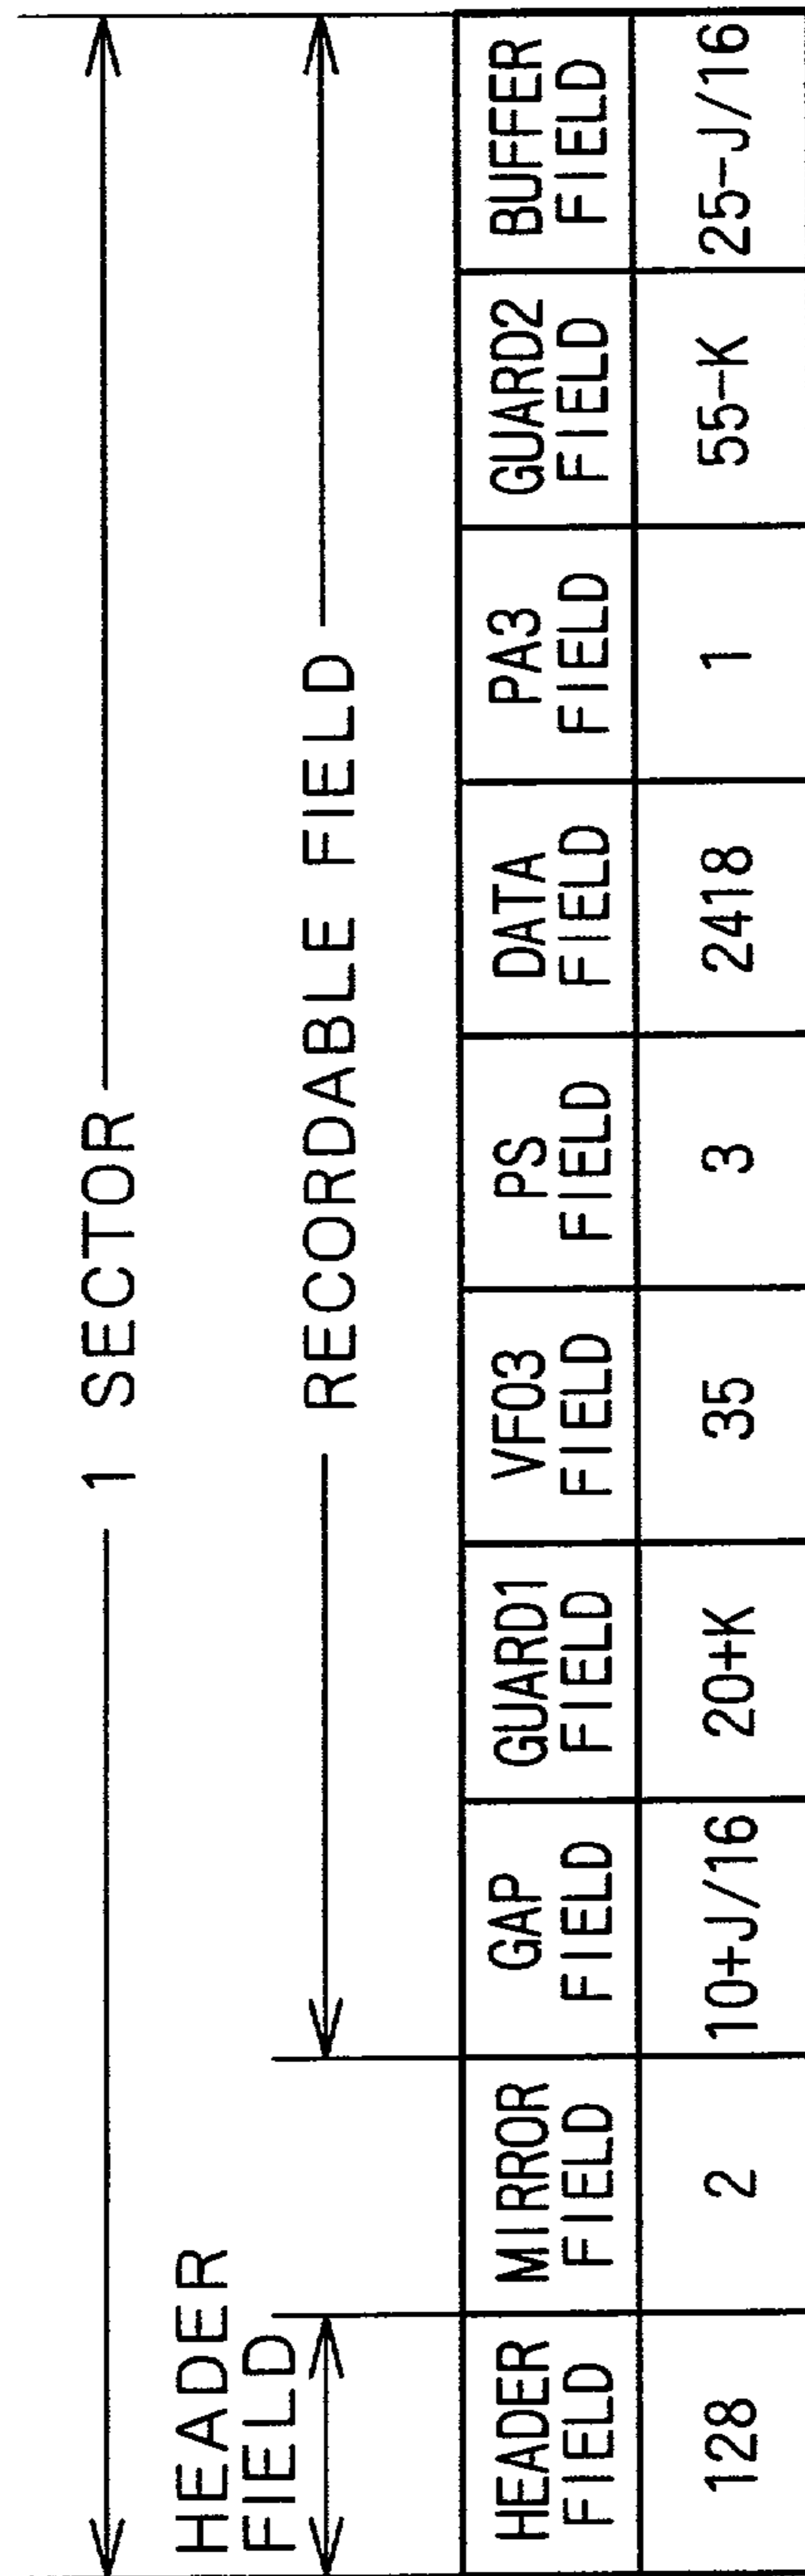 1 SECTOR
HEADER
FIELD
RECORDABLE FIELD
HEADER
FIELD
MIRROR
FIELD
GAP
FIELD
GUARD1
FIELD
VFO3
FIELD
PS
FIELD
DATA
FIELD
PA3
FIELD
GUARD2
FIELD
BUFFER
FIELD
128
2
10+J/16
20+K
35
3
2418
1
55-K
25-J/16